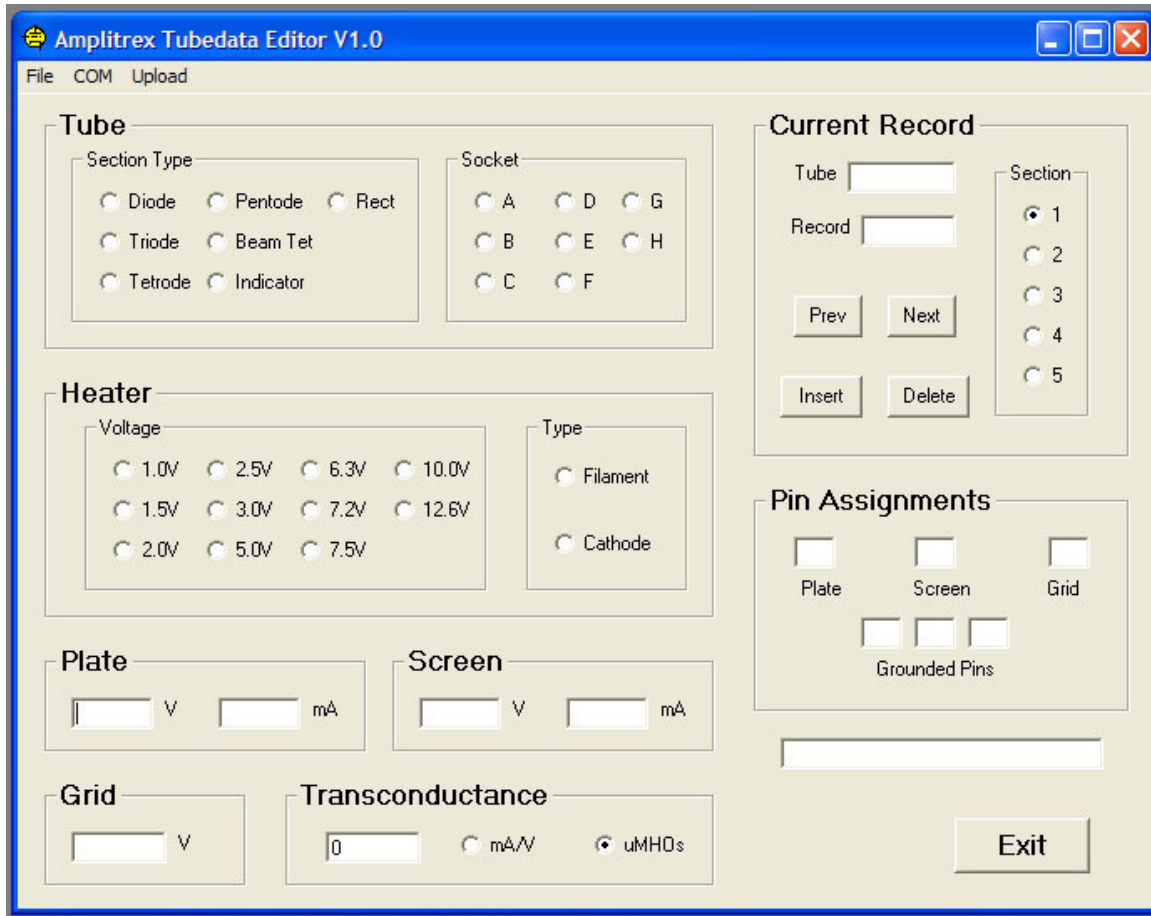 Amplitrex Tubedata Editor V1.0
File COM Upload
Tube
Section Type
Diode Pentode Rect
Triode Beam Tet
Tetrode Indicator
Socket
A D G
B E H
C F
Heater
Voltage
1.0V 2.5V 6.3V 10.0V
1.5V 3.0V 7.2V 12.6V
2.0V 5.0V 7.5V
Type
Filament
Cathode
Plate
V mA
Screen
V mA
Grid
V
Transconductance
0 mA/V uMHOs
Current Record
Tube
Record
Prev Next
Insert Delete
Section
1
2
3
4
5
Pin Assignments
Plate Screen Grid
Grounded Pins
Exit